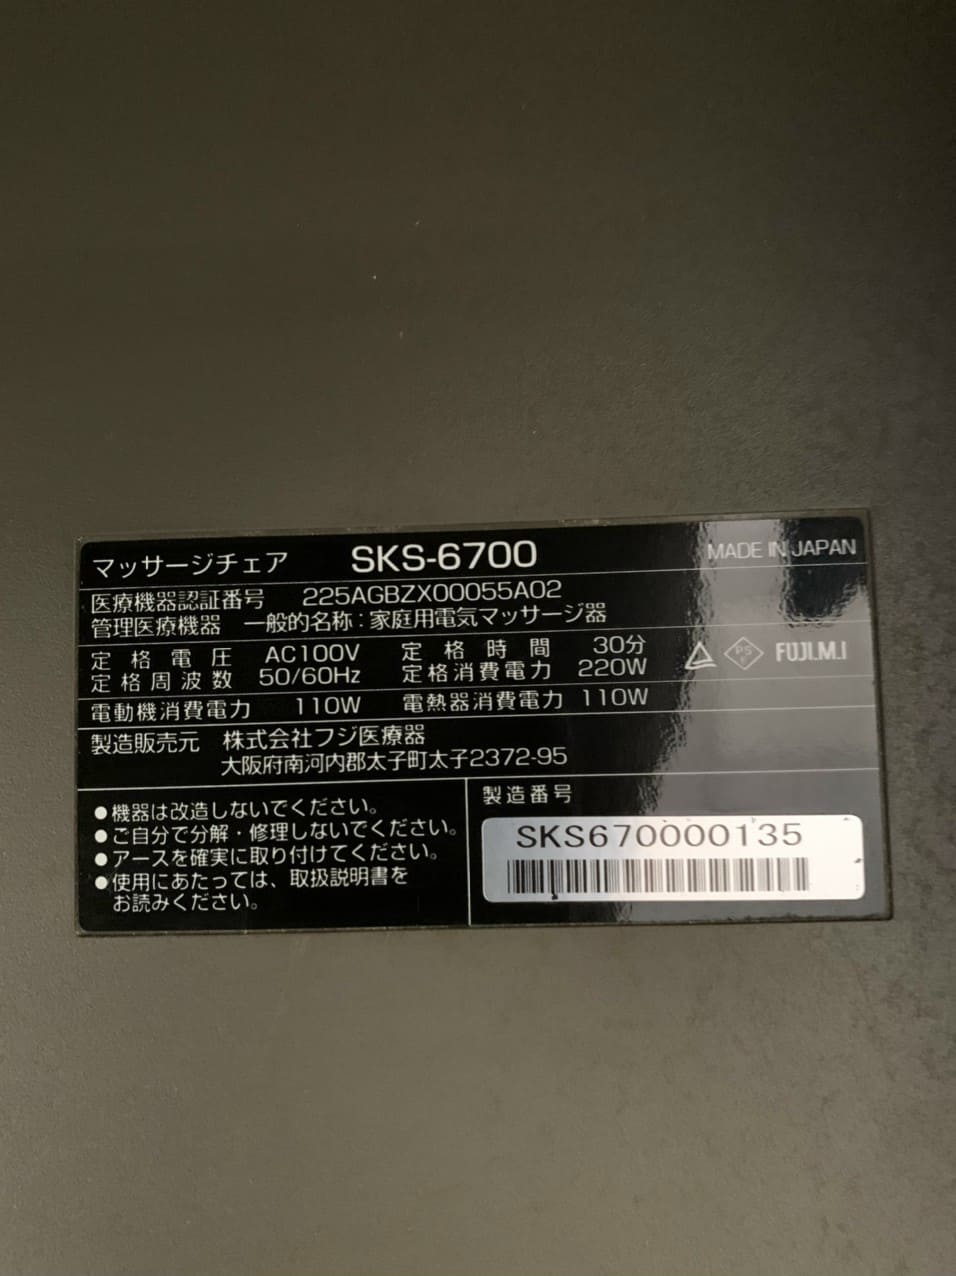 マッサージチェア SKS-6700 MADE IN JAPAN
医療機器認証番号 225AGBZX00055A02
管理医療機器 一般的名称：家庭用電気マッサージ器
定格電圧 AC100V 定格時間 30分
定格周波数 50/60Hz 定格消費電力 220W
PS E FUJI.M.I
電動機消費電力 110W 電熱器消費電力 110W
製造販売元 株式会社フジ医療器
大阪府南河内郡太子町太子2372-95
●機器は改造しないでください。
●ご自分で分解・修理しないでください。
●アースを確実に取り付けてください。
●使用にあたっては、取扱説明書を
お読みください。
製造番号
SKS670000135